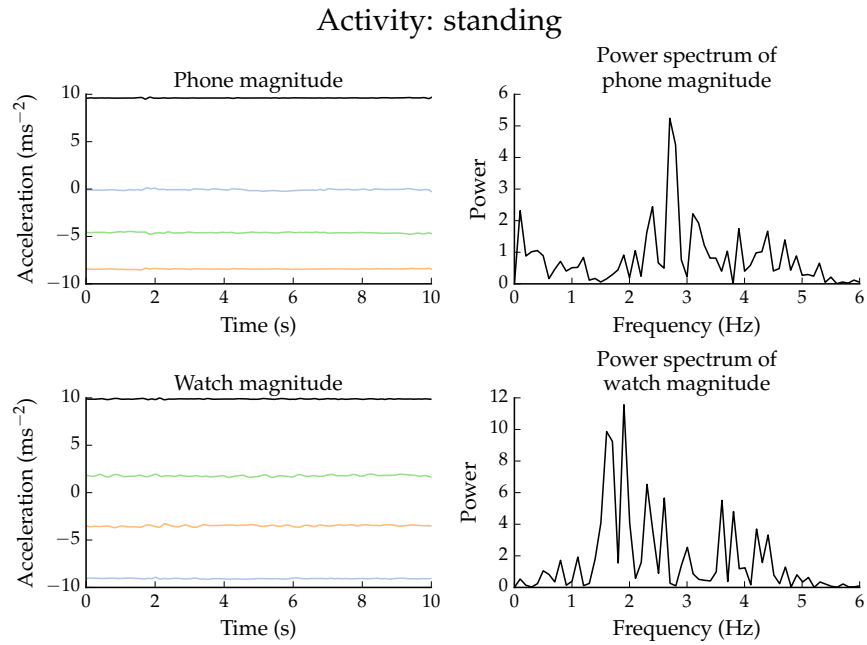 Activity: standing
Phone magnitude
Acceleration (ms⁻²)
10
5
0
−5
−10
0 2 4 6 8 10
Time (s)
Power spectrum of
phone magnitude
Power
6
5
4
3
2
1
0
0 1 2 3 4 5 6
Frequency (Hz)
Watch magnitude
Acceleration (ms⁻²)
10
5
0
−5
−10
0 2 4 6 8 10
Time (s)
Power spectrum of
watch magnitude
Power
12
10
8
6
4
2
0
0 1 2 3 4 5 6
Frequency (Hz)